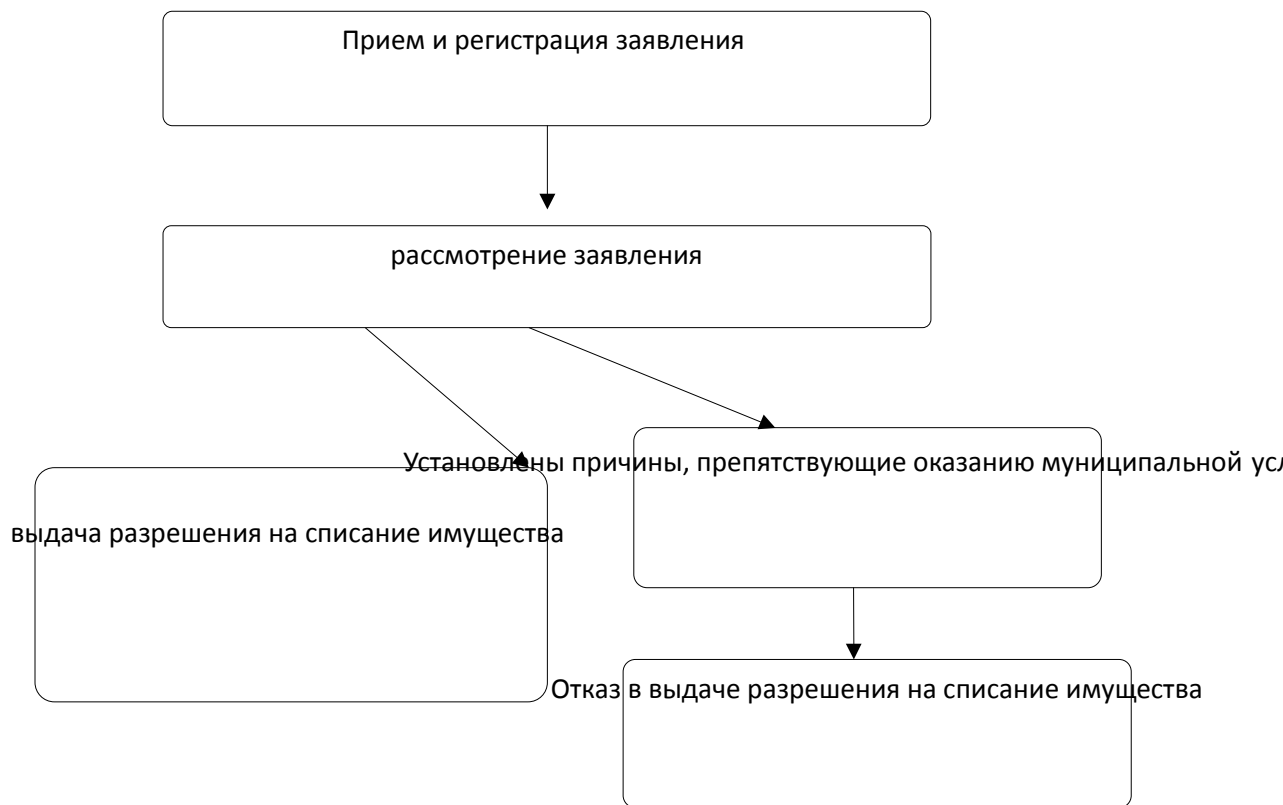 Прием и регистрация заявления
рассмотрение заявления
Установлены причины, препятствующие оказанию муниципальной
выдача разрешения на списание имущества
Отказ в выдаче разрешения на списание имущества